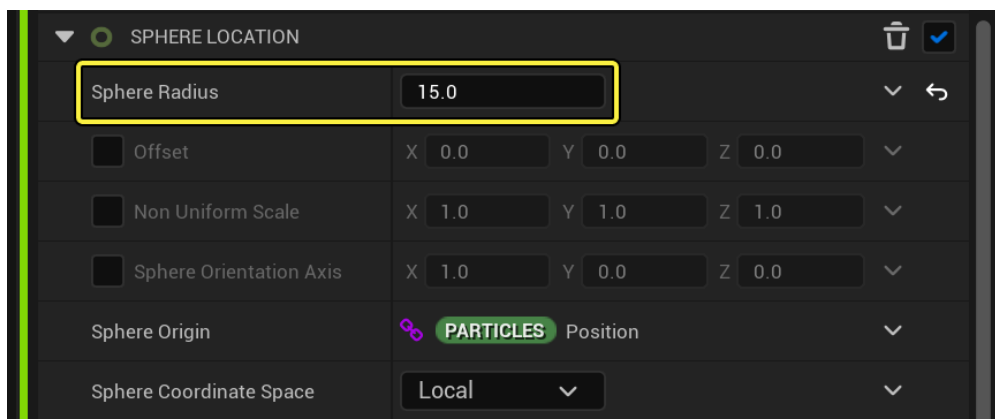 SPHERE LOCATION
Sphere Radius 15.0
Offset X 0.0 Y 0.0 Z 0.0
Non Uniform Scale X 1.0 Y 1.0 Z 1.0
Sphere Orientation Axis X 1.0 Y 0.0 Z 0.0
Sphere Origin PARTICLES Position
Sphere Coordinate Space Local